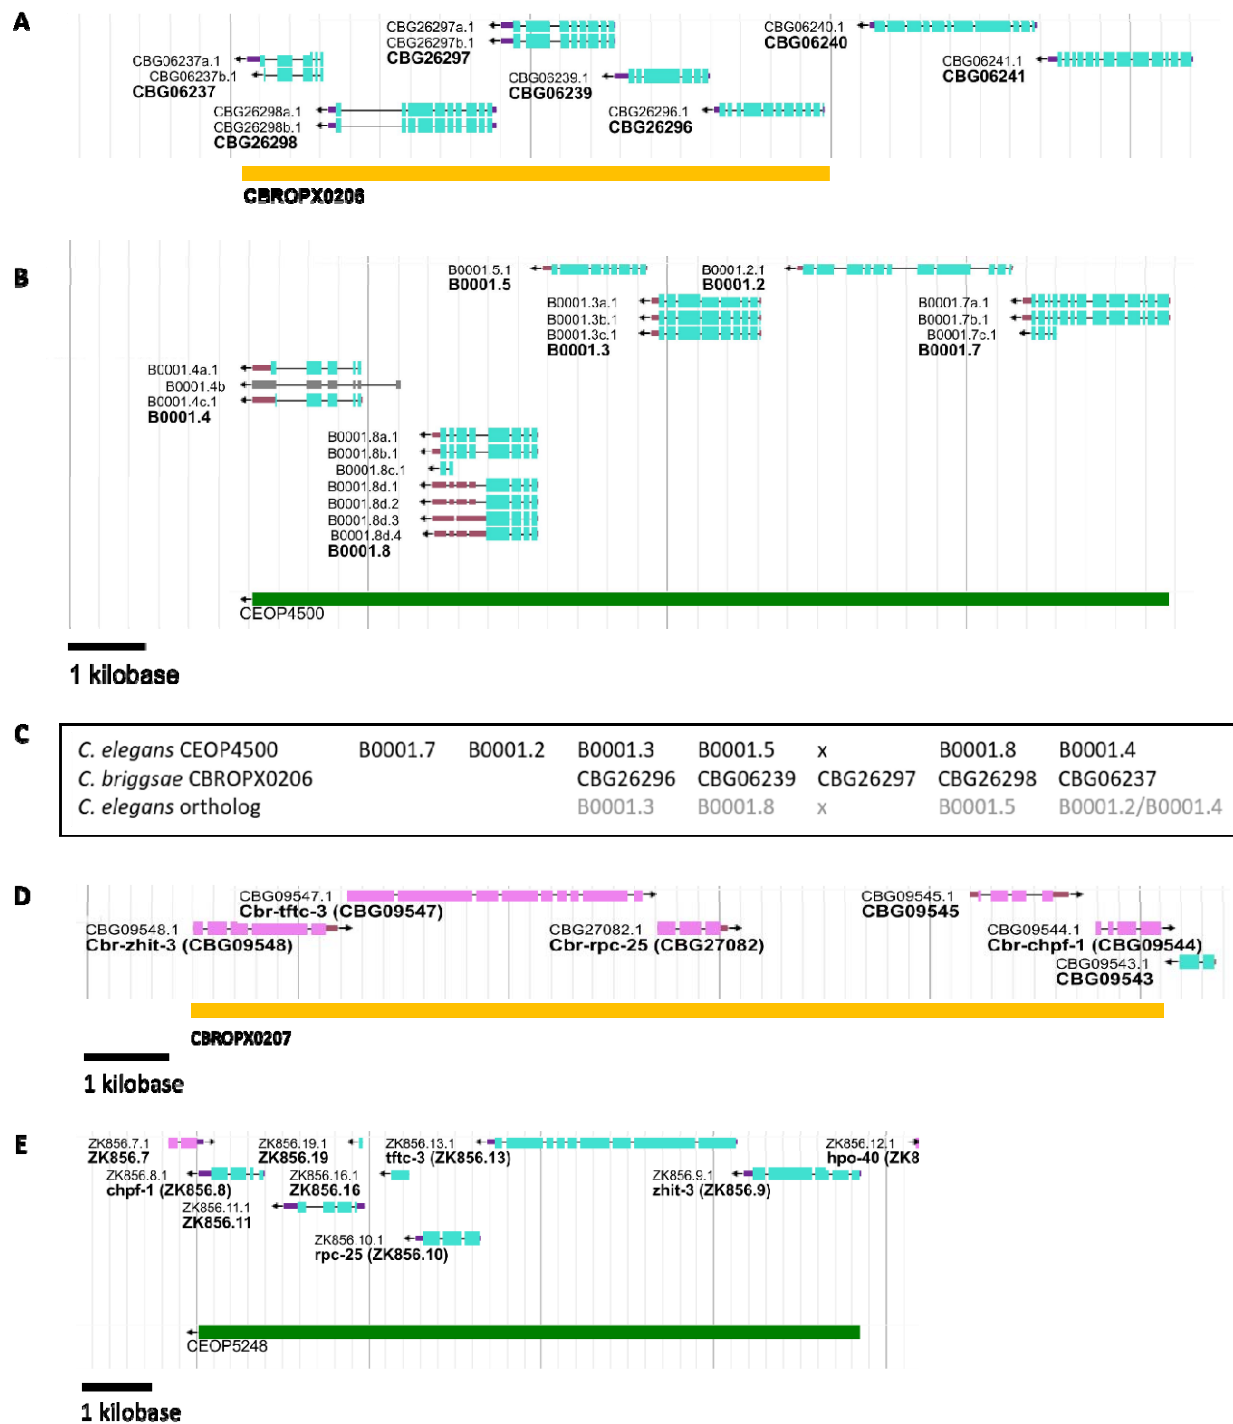 A
CBG26297a.1
CBG26297b.1
CBG26297
CBG06240.1
CBG06240
CBG06237a.1
CBG06237b.1
CBG06237
CBG06239.1
CBG06239
CBG06241.1
CBG06241
CBG26298a.1
CBG26298b.1
CBG26298
CBG26296.1
CBG26296
CBROPX0206
B
B0001.5.1
B0001.5
B0001.2.1
B0001.2
B0001.3a.1
B0001.3b.1
B0001.3c.1
B0001.3
B0001.7a.1
B0001.7b.1
B0001.7c.1
B0001.7
B0001.4a.1
B0001.4b
B0001.4c.1
B0001.4
B0001.8a.1
B0001.8b.1
B0001.8c.1
B0001.8d.1
B0001.8d.2
B0001.8d.3
B0001.8d.4
B0001.8
CEOP4500
1 kilobase
C
C. elegans CEOP4500 B0001.7 B0001.2 B0001.3 B0001.5 x B0001.8 B0001.4
C. briggsae CBROPX0206 CBG26296 CBG06239 CBG26297 CBG26298 CBG06237
C. elegans ortholog B0001.3 B0001.8 x B0001.5 B0001.2/B0001.4
D
CBG09547.1
Cbr-tftc-3 (CBG09547)
CBG09545.1
CBG09545
CBG09548.1
Cbr-zhit-3 (CBG09548)
CBG27082.1
Cbr-rpc-25 (CBG27082)
CBG09544.1
Cbr-chpf-1 (CBG09544)
CBG09543.1
CBG09543
CBROPX0207
1 kilobase
E
ZK856.7.1
ZK856.7
ZK856.19.1
ZK856.19
ZK856.13.1
tftc-3 (ZK856.13)
ZK856.12.1
hpo-40 (ZK8
ZK856.8.1
chpf-1 (ZK856.8)
ZK856.16.1
ZK856.16
ZK856.9.1
zhit-3 (ZK856.9)
ZK856.11.1
ZK856.11
ZK856.10.1
rpc-25 (ZK856.10)
CEOP5248
1 kilobase